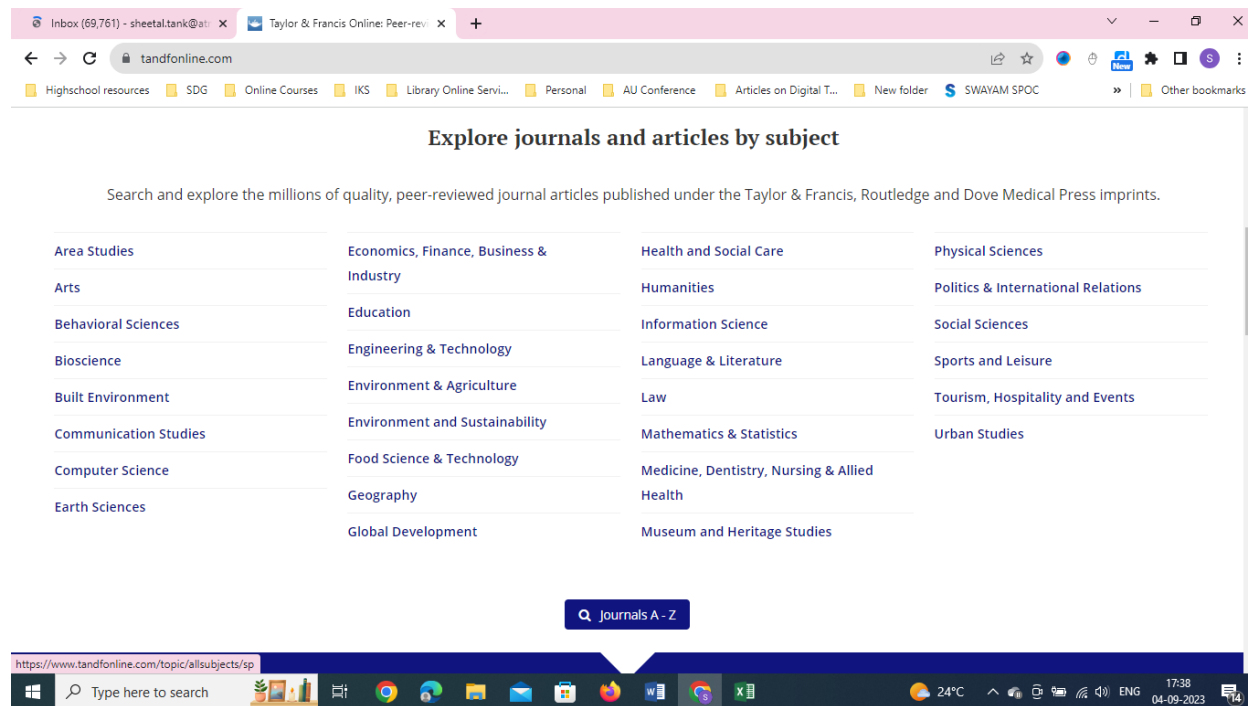 Inbox (69,761) - sheetal.tank@at
Taylor & Francis Online: Peer-revi
tandfonline.com
New
S
Highschool resources
SDG
Online Courses
IKS
Library Online Servi...
Personal
AU Conference
Articles on Digital T...
New folder
S SWAYAM SPOC
»
Other bookmarks
Explore journals and articles by subject
Search and explore the millions of quality, peer-reviewed journal articles published under the Taylor & Francis, Routledge and Dove Medical Press imprints.
Area Studies
Arts
Behavioral Sciences
Bioscience
Built Environment
Communication Studies
Computer Science
Earth Sciences
Economics, Finance, Business &
Industry
Education
Engineering & Technology
Environment & Agriculture
Environment and Sustainability
Food Science & Technology
Geography
Global Development
Health and Social Care
Humanities
Information Science
Language & Literature
Law
Mathematics & Statistics
Medicine, Dentistry, Nursing & Allied
Health
Museum and Heritage Studies
Physical Sciences
Politics & International Relations
Social Sciences
Sports and Leisure
Tourism, Hospitality and Events
Urban Studies
Journals A - Z
https://www.tandfonline.com/topic/allsubjects/sp
Type here to search
24°C
ENG
17:38
04-09-2023
14